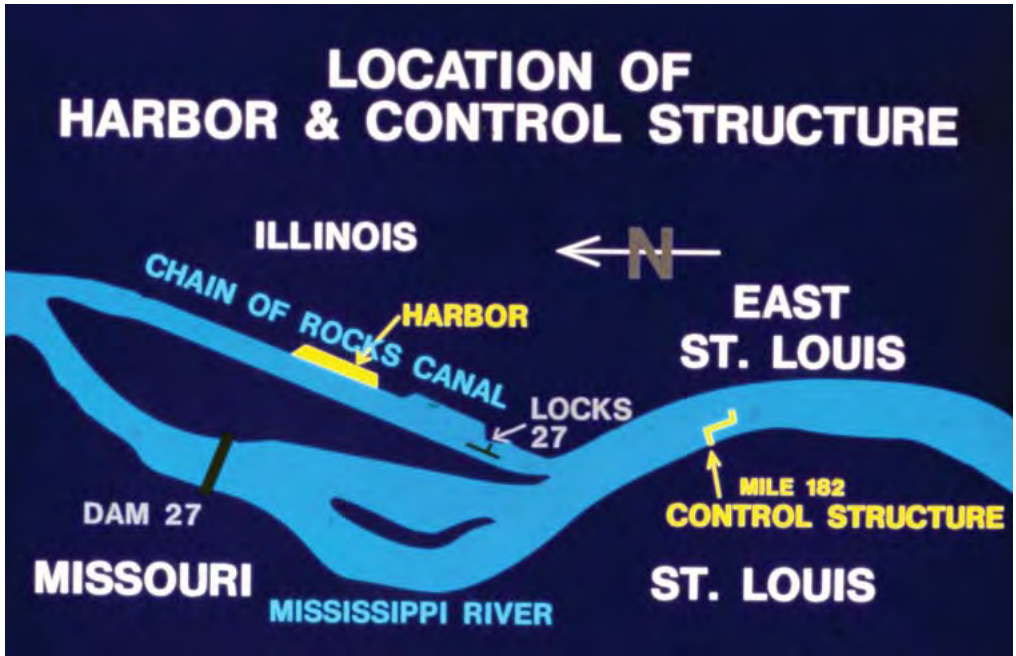 LOCATION OF
HARBOR & CONTROL STRUCTURE
ILLINOIS
N
CHAIN OF ROCKS CANAL
HARBOR
EAST
ST. LOUIS
LOCKS
27
MILE 182
CONTROL STRUCTURE
DAM 27
MISSOURI
ST. LOUIS
MISSISSIPPI RIVER